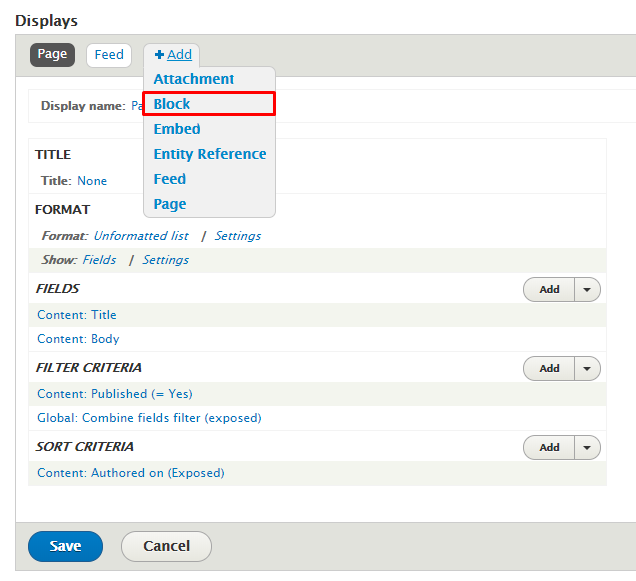 Displays
Page Feed + Add
Attachment
Display name: Pa Block
Embed
TITLE Entity Reference
Title: None Feed
FORMAT Page
Format: Unformatted list / Settings
Show: Fields / Settings
FIELDS Add
Content: Title
Content: Body
FILTER CRITERIA Add
Content: Published (= Yes)
Global: Combine fields filter (exposed)
SORT CRITERIA Add
Content: Authored on (Exposed)
Save Cancel